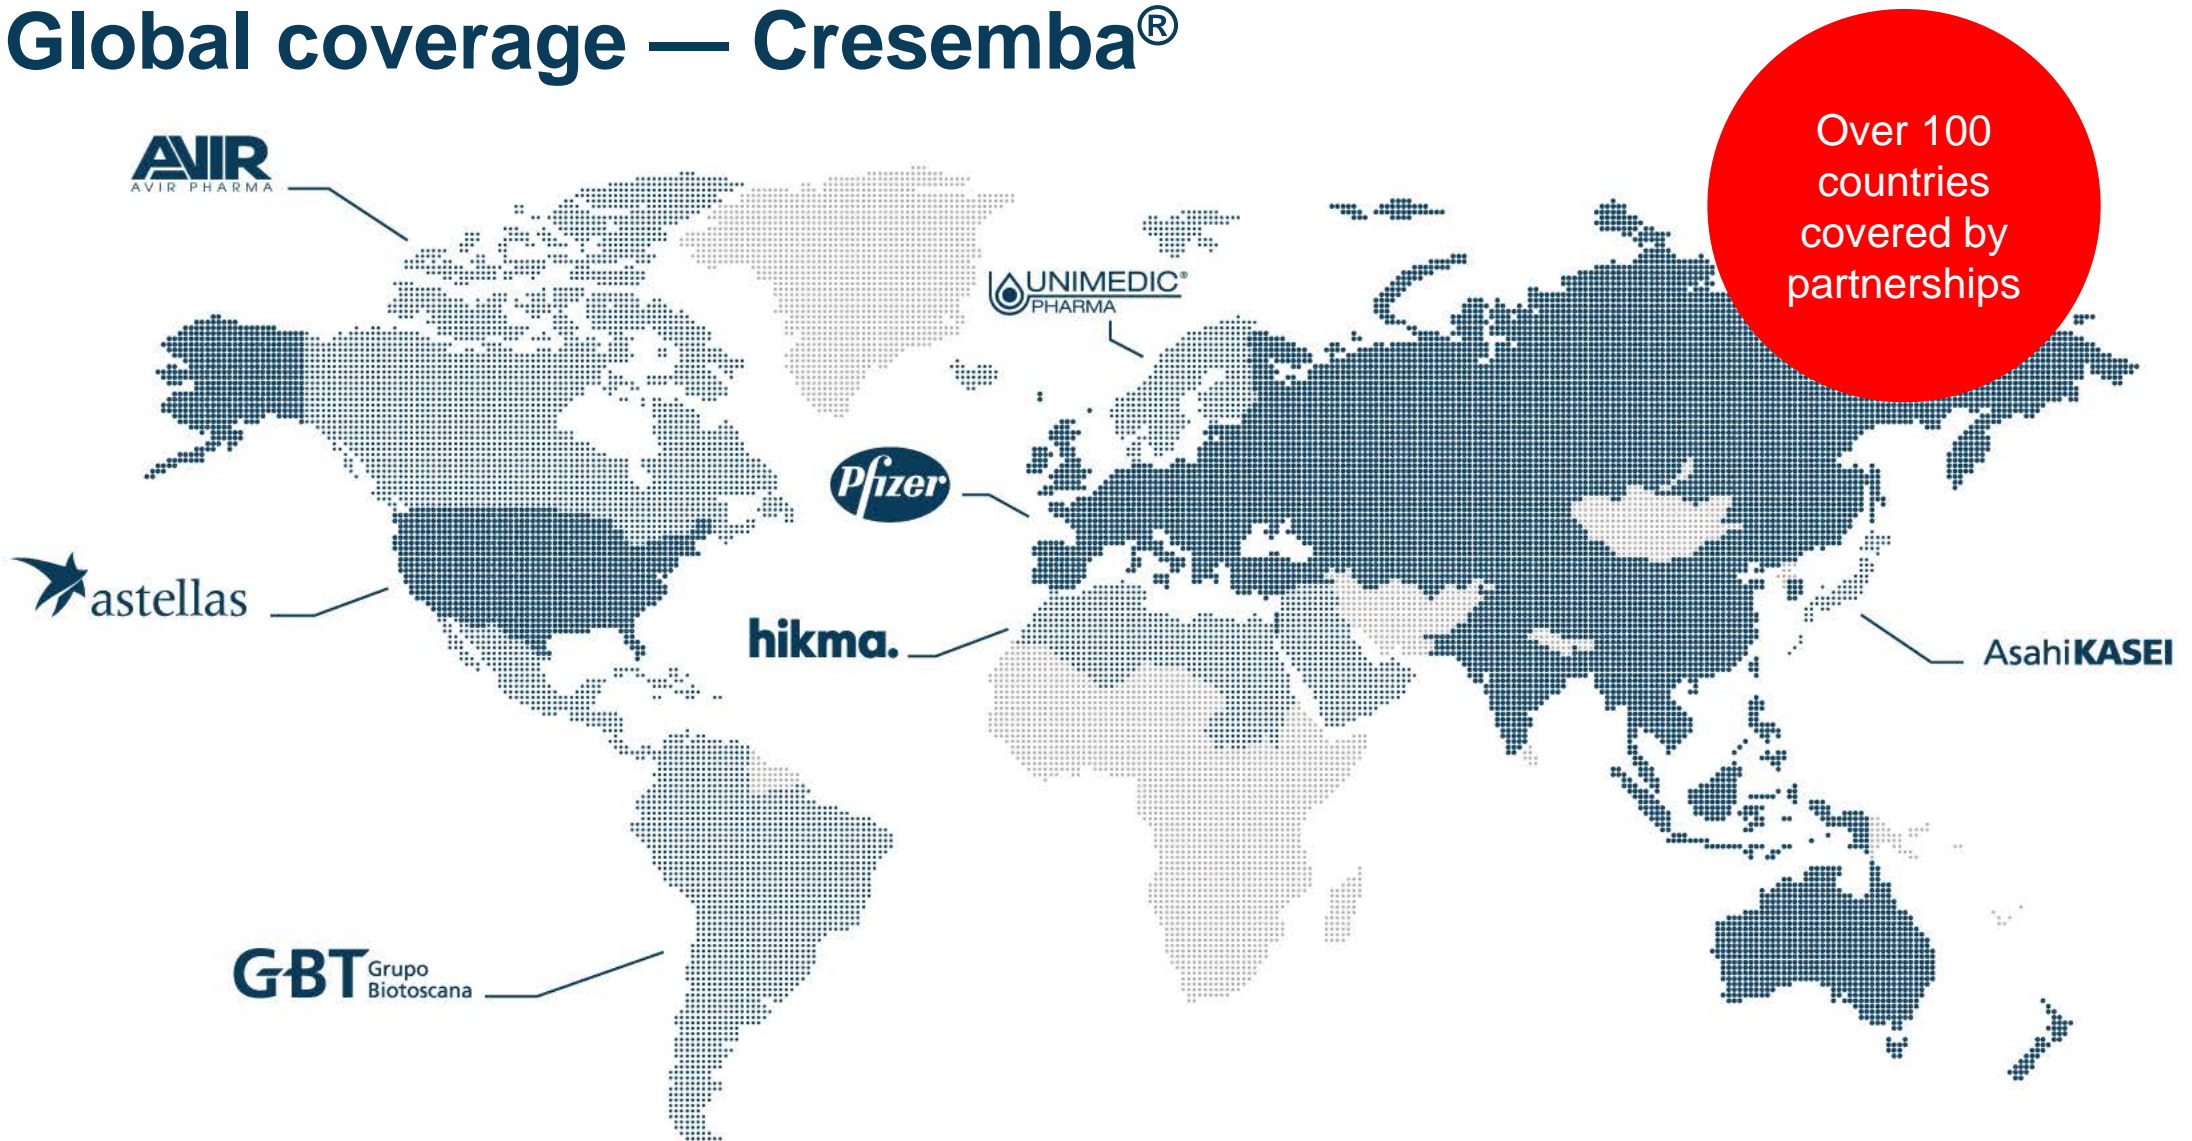 Global coverage — Cresemba®
Over 100
countries
covered by
partnerships
AVIR
AVIR PHARMA
UNIMEDIC®
PHARMA
Pfizer
astellas
hikma.
AsahiKASEI
GBT Grupo
Biotoscana